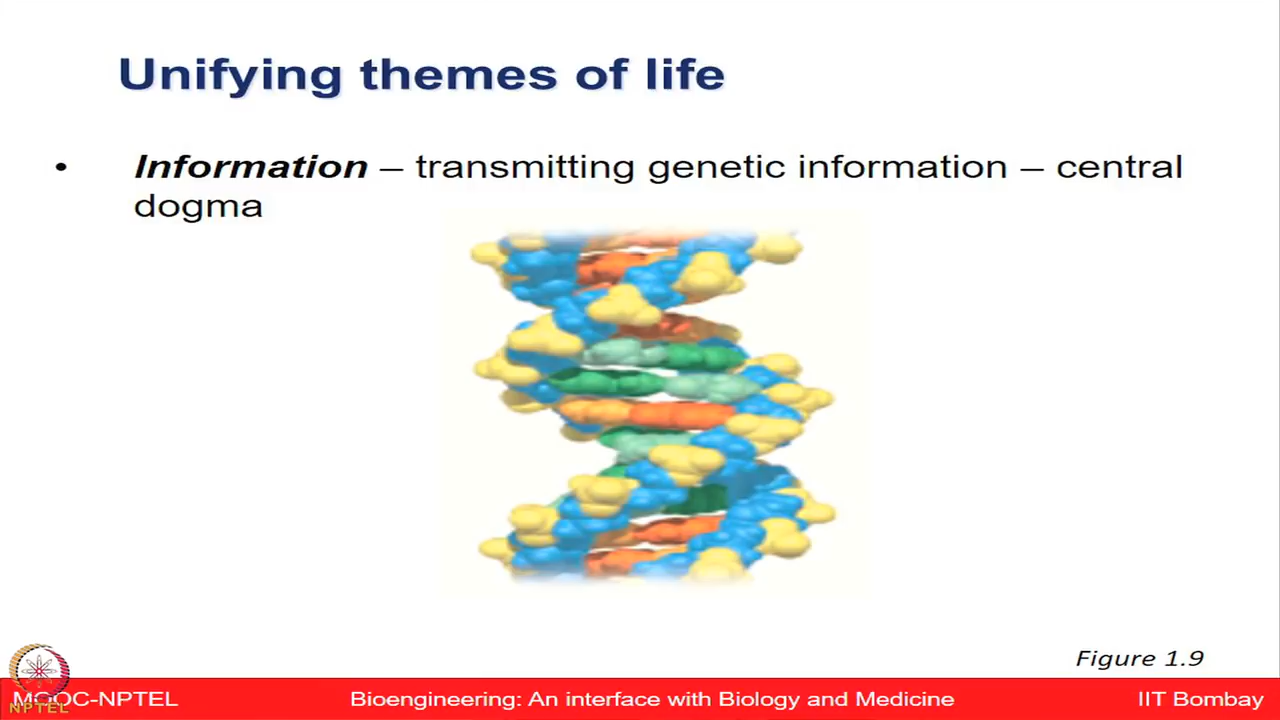 Unifying themes of life
• Information – transmitting genetic information – central
dogma
Figure 1.9
MOOC-NPTEL Bioengineering: An interface with Biology and Medicine IIT Bombay
NPTEL